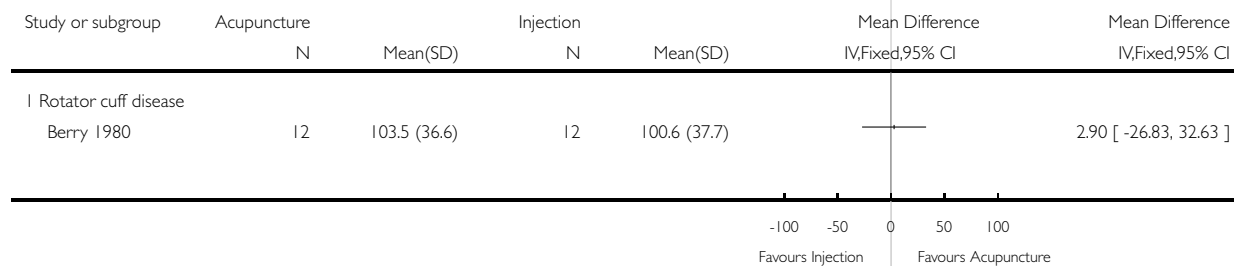 Study or subgroup Acupuncture Injection Mean Difference Mean Difference
N Mean(SD) N Mean(SD) IV,Fixed,95% CI IV,Fixed,95% CI
1 Rotator cuff disease
Berry 1980 12 103.5 (36.6) 12 100.6 (37.7) 2.90 [ -26.83, 32.63 ]
-100 -50 0 50 100
Favours Injection Favours Acupuncture